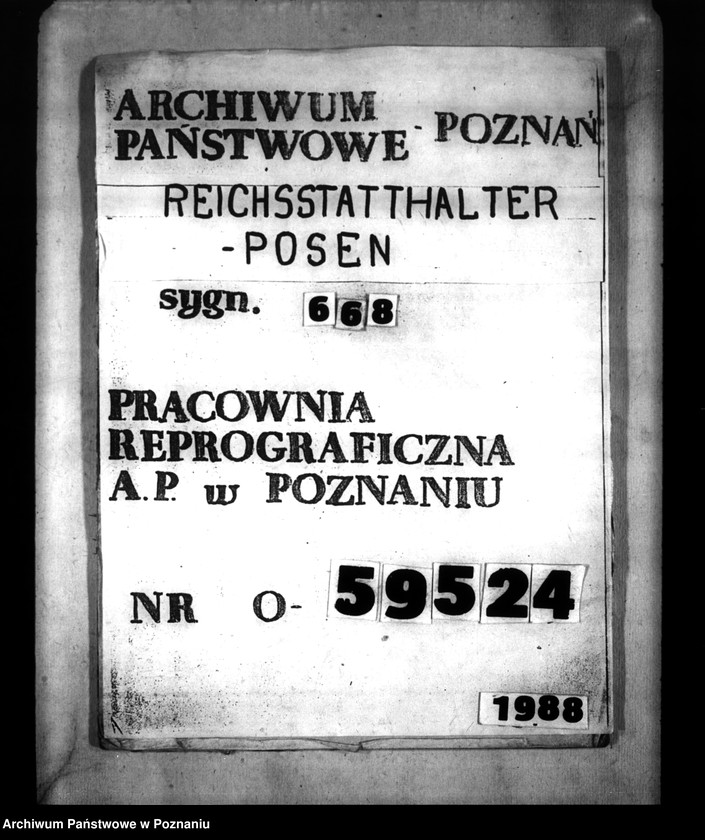 ARCHIWUM
PAŃSTWOWE - POZNAŃ
REICHSSTATTHALTER
-POSEN
sygn. 668
PRACOWNIA
REPROGRAFICZNA
A.P. w POZNANIU
NR O- 59524
1988
Archiwum Państwowe w Poznaniu